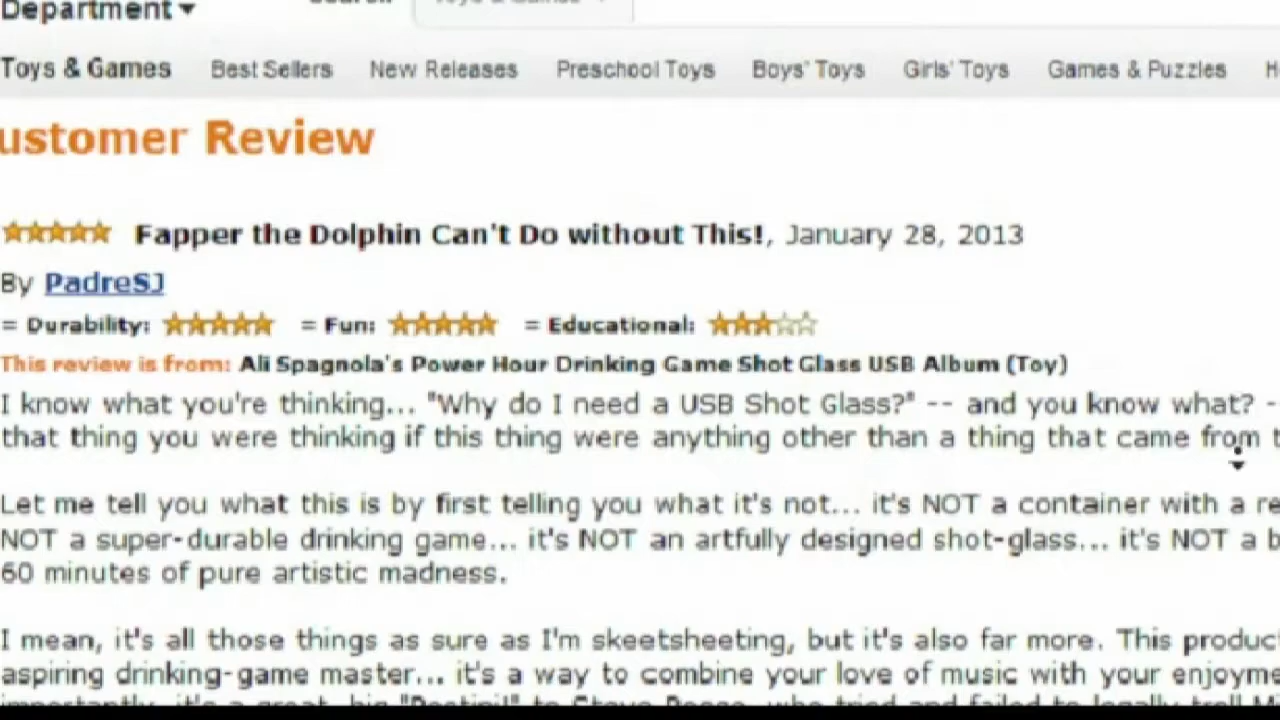 Department
Toys & Games Best Sellers New Releases Preschool Toys Boys' Toys Girls' Toys Games & Puzzles H
ustomer Review
Fapper the Dolphin Can't Do without This!, January 28, 2013
By PadreSJ
= Durability: = Fun: = Educational:
This review is from: Ali Spagnola's Power Hour Drinking Game Shot Glass USB Album (Toy)
I know what you're thinking... "Why do I need a USB Shot Glass?" -- and you know what? -
that thing you were thinking if this thing were anything other than a thing that came from t
Let me tell you what this is by first telling you what it's not... it's NOT a container with a re
NOT a super-durable drinking game... it's NOT an artfully designed shot-glass... it's NOT a b
60 minutes of pure artistic madness.
I mean, it's all those things as sure as I'm skeetsheeting, but it's also far more. This produc
aspiring drinking-game master... it's a way to combine your love of music with your enjoyme